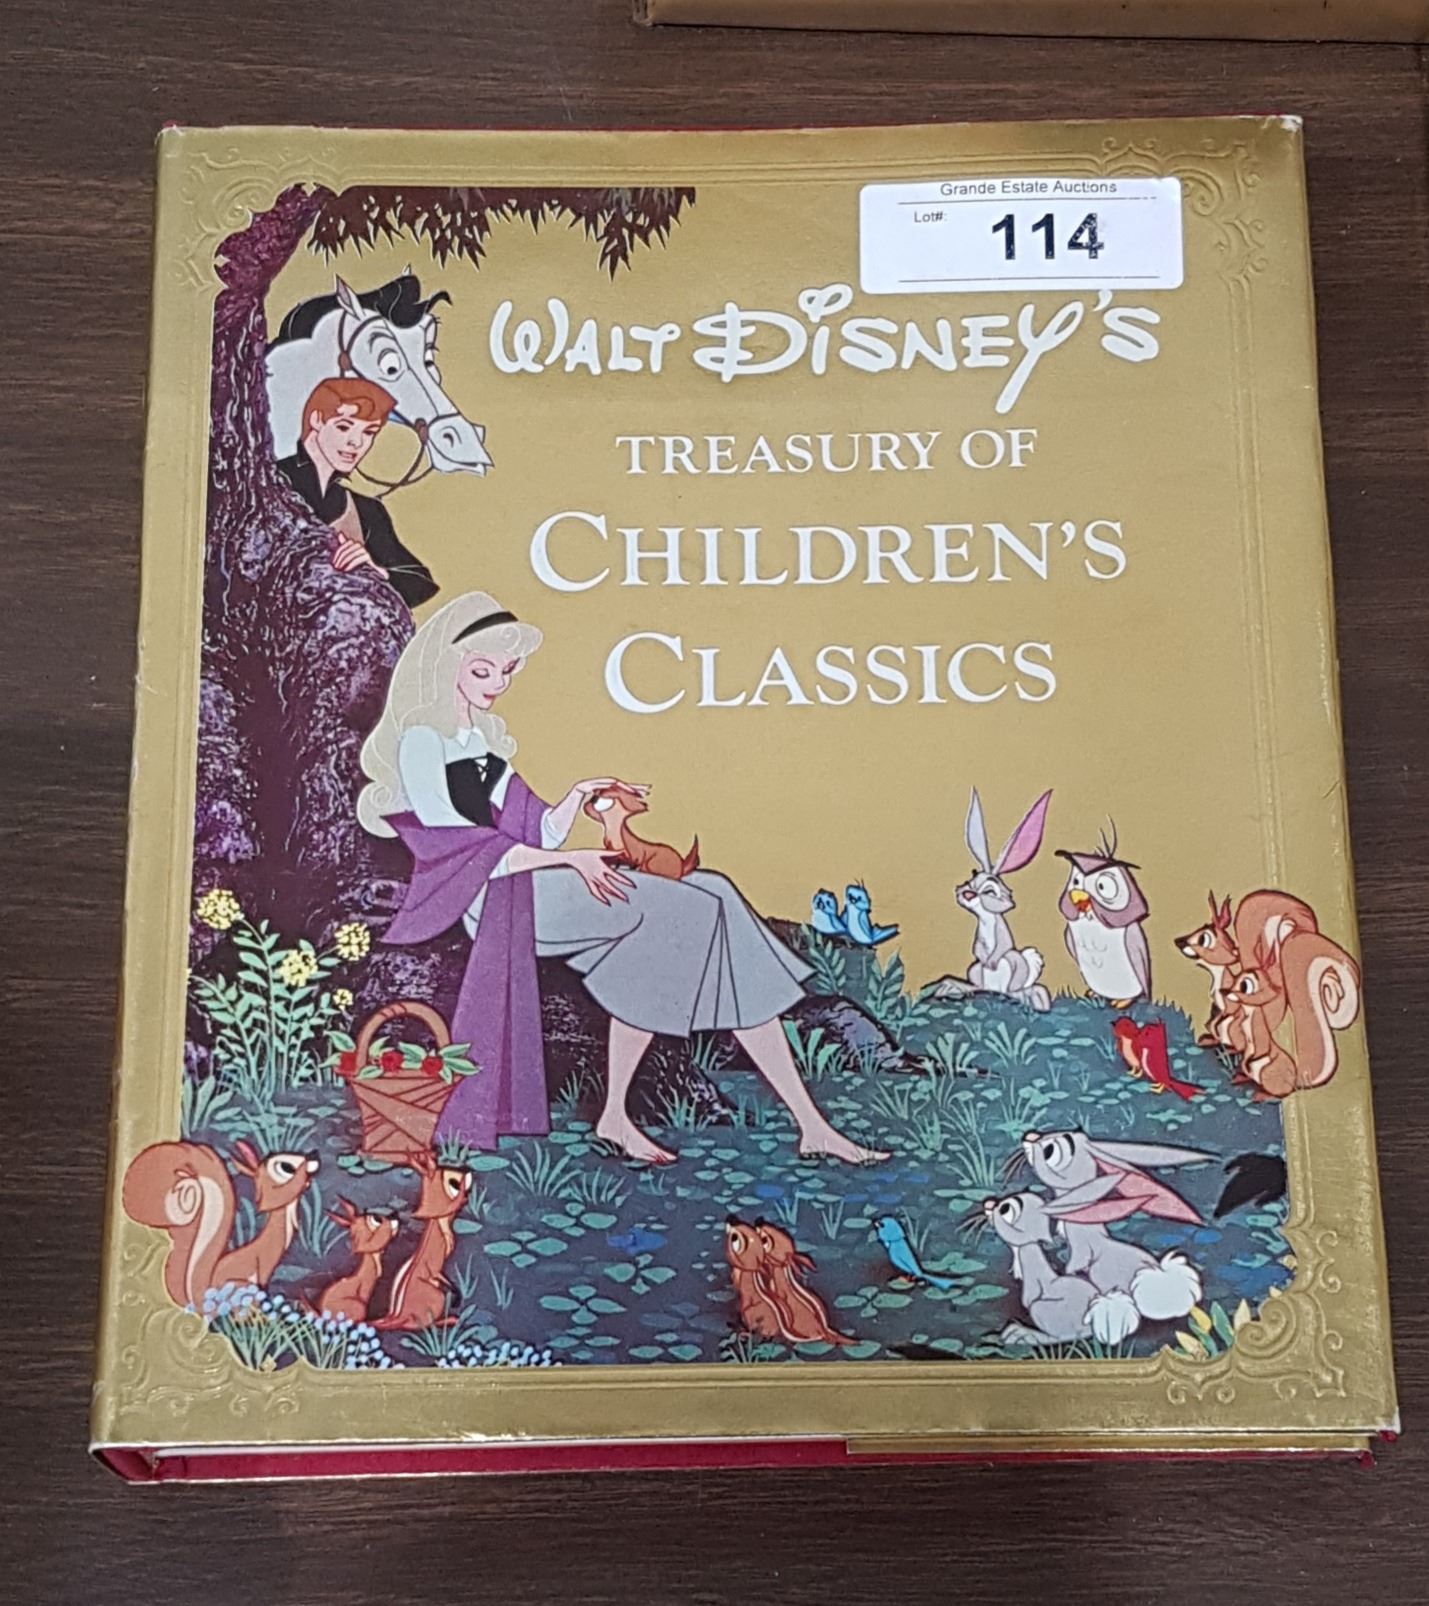 Grande Estate Auctions
Lot#:
114
WALT DISNEY'S
TREASURY OF
CHILDREN'S
CLASSICS